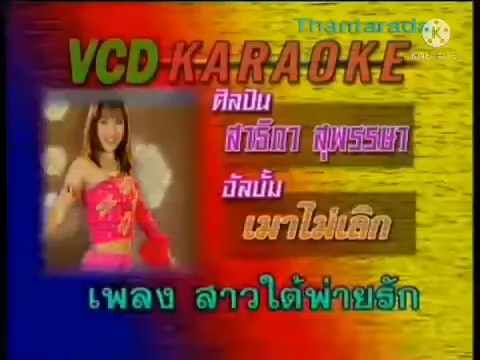 Thantarada
KINEMASTER
VCD KARAOKE
ศิลปิน
สาริกา สุพรรษา
อัลบั้ม
เมาไม่เลิก
เพลง สาวใต้พ่ายรัก